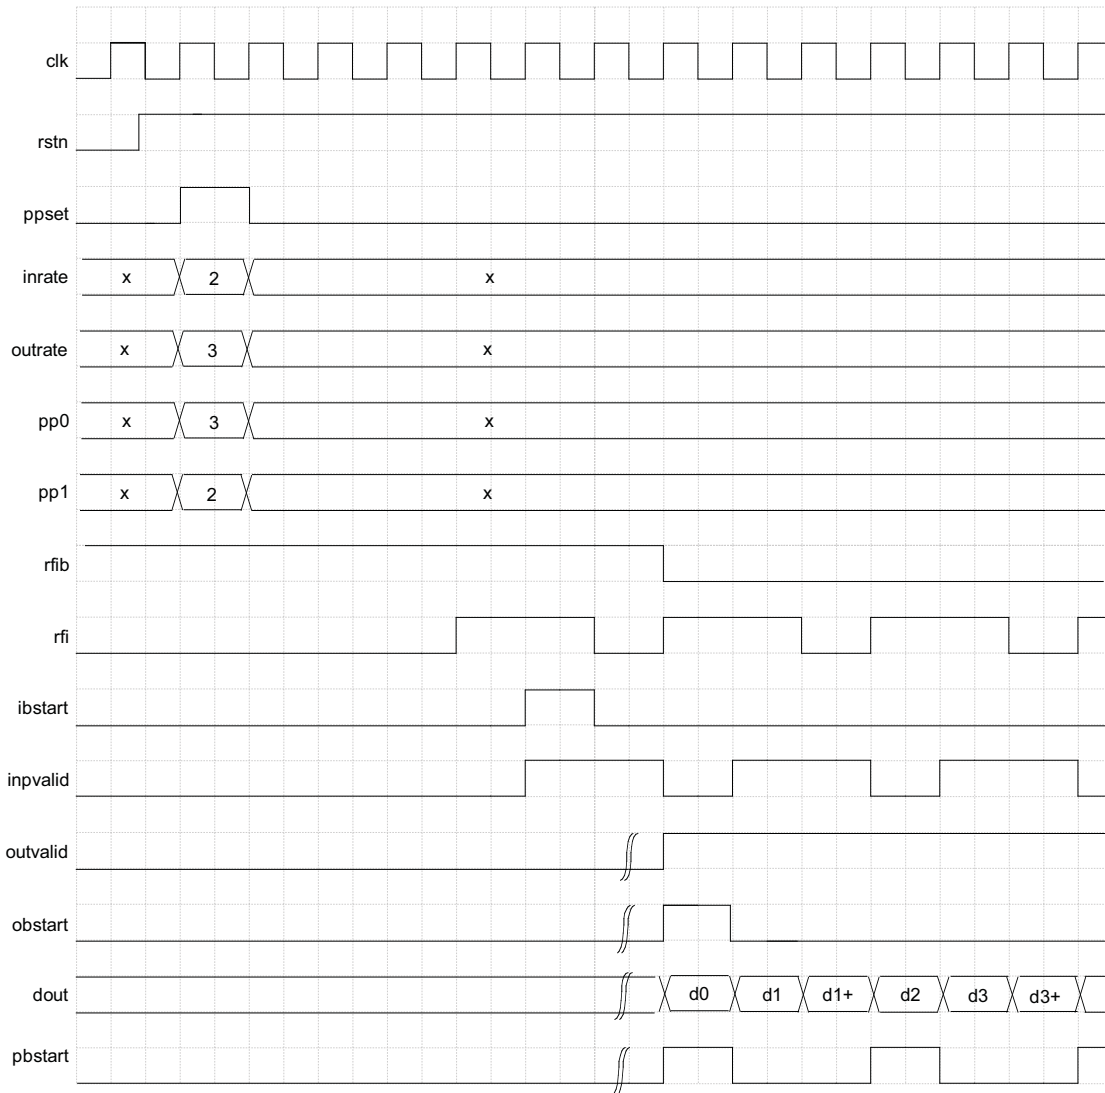 clk
rstn
ppset
inrate x 2 x
outrate x 3 x
pp0 x 3 x
pp1 x 2 x
rfib
rfi
ibstart
inpvalid
outvalid
obstart
dout d0 d1 d1+ d2 d3 d3+
pbstart